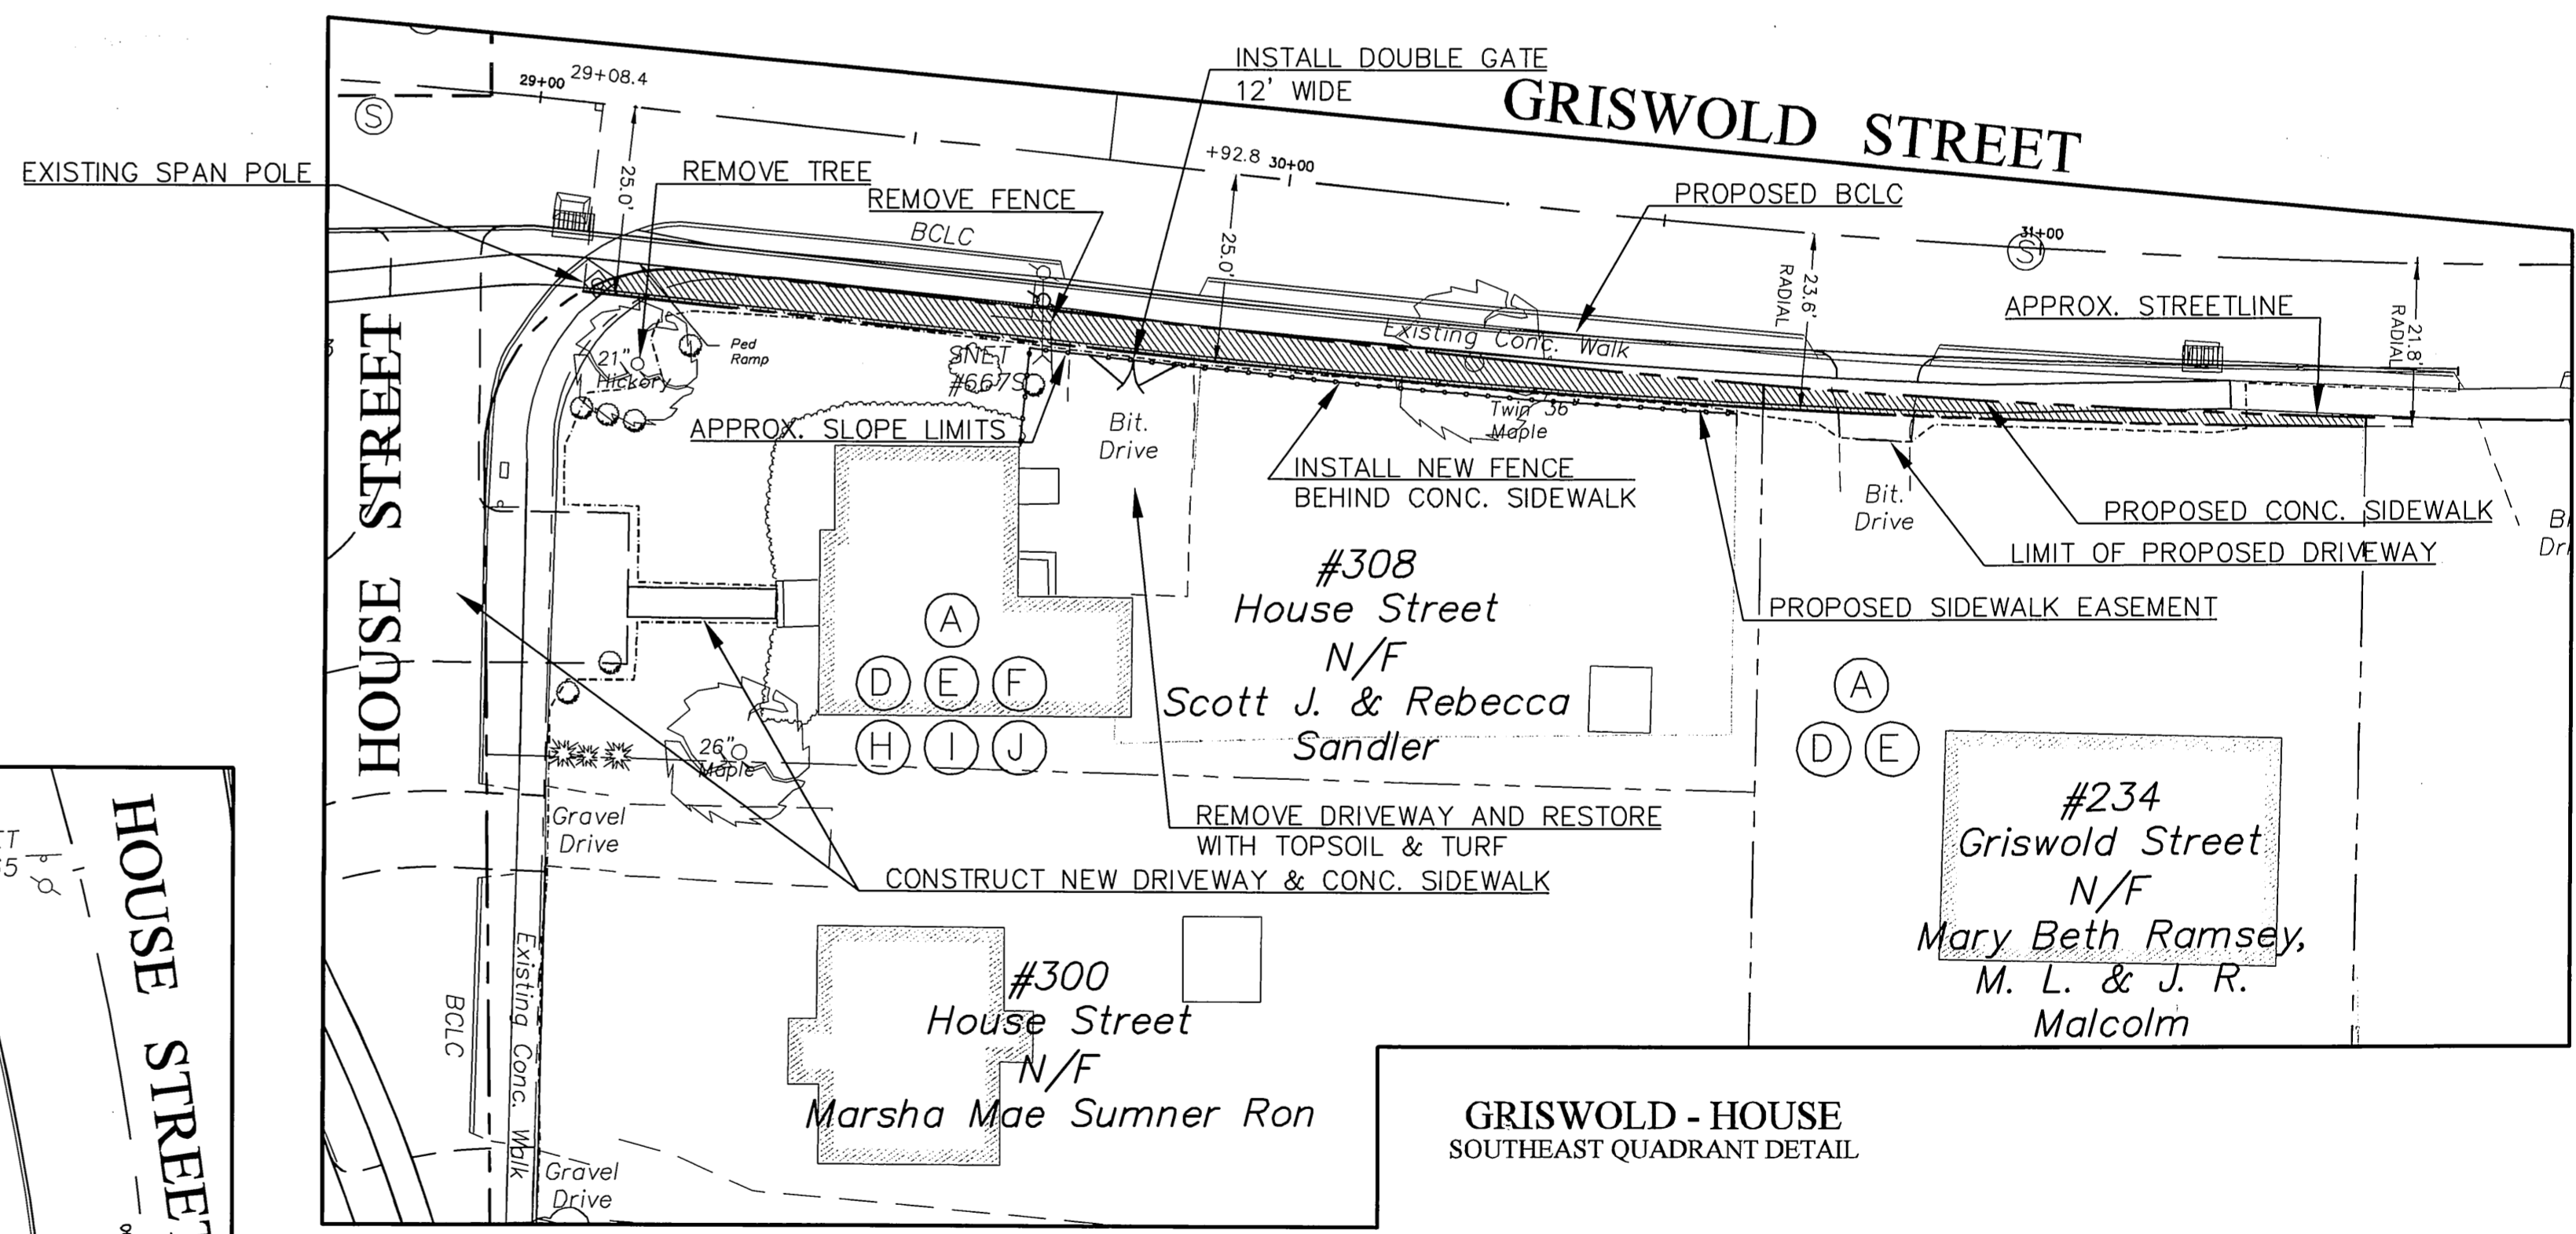 INSTALL DOUBLE GATE
12' WIDE
GRISWOLD STREET
29+00
29+08.4
S
EXISTING SPAN POLE
25.0'
REMOVE TREE
REMOVE FENCE
BCLC
+92.8
30+00
25.0'
PROPOSED BCLC
31+00
S
23.6'
RADIAL
APPROX. STREETLINE
21.8'
RADIAL
Existing Conc. Walk
Ped
Ramp
21"
Hickory
SNET
#6679
APPROX. SLOPE LIMITS
Bit.
Drive
Twin 36
Maple
INSTALL NEW FENCE
BEHIND CONC. SIDEWALK
Bit.
Drive
PROPOSED CONC. SIDEWALK
LIMIT OF PROPOSED DRIVEWAY
PROPOSED SIDEWALK EASEMENT
HOUSE STREET
#308
House Street
N/F
Scott J. & Rebecca
Sandler
A
D E F
H I J
A
D E
26"
Maple
Gravel
Drive
REMOVE DRIVEWAY AND RESTORE
WITH TOPSOIL & TURF
CONSTRUCT NEW DRIVEWAY & CONC. SIDEWALK
#234
Griswold Street
N/F
Mary Beth Ramsey,
M. L. & J. R.
Malcolm
#300
House Street
N/F
Marsha Mae Sumner Ron
BCLC
Existing Conc. Walk
Gravel
Drive
HOUSE STREET
GRISWOLD - HOUSE
SOUTHEAST QUADRANT DETAIL